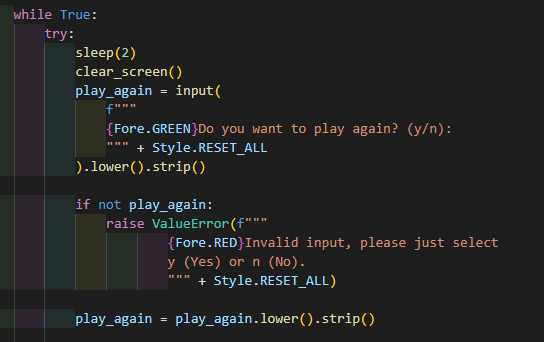 while True:
try:
sleep(2)
clear_screen()
play_again = input(
f"""
{Fore.GREEN}Do you want to play again? (y/n):
""" + Style.RESET_ALL
).lower().strip()
if not play_again:
raise ValueError(f"""
{Fore.RED}Invalid input, please just select
y (Yes) or n (No).
""" + Style.RESET_ALL)
play_again = play_again.lower().strip()